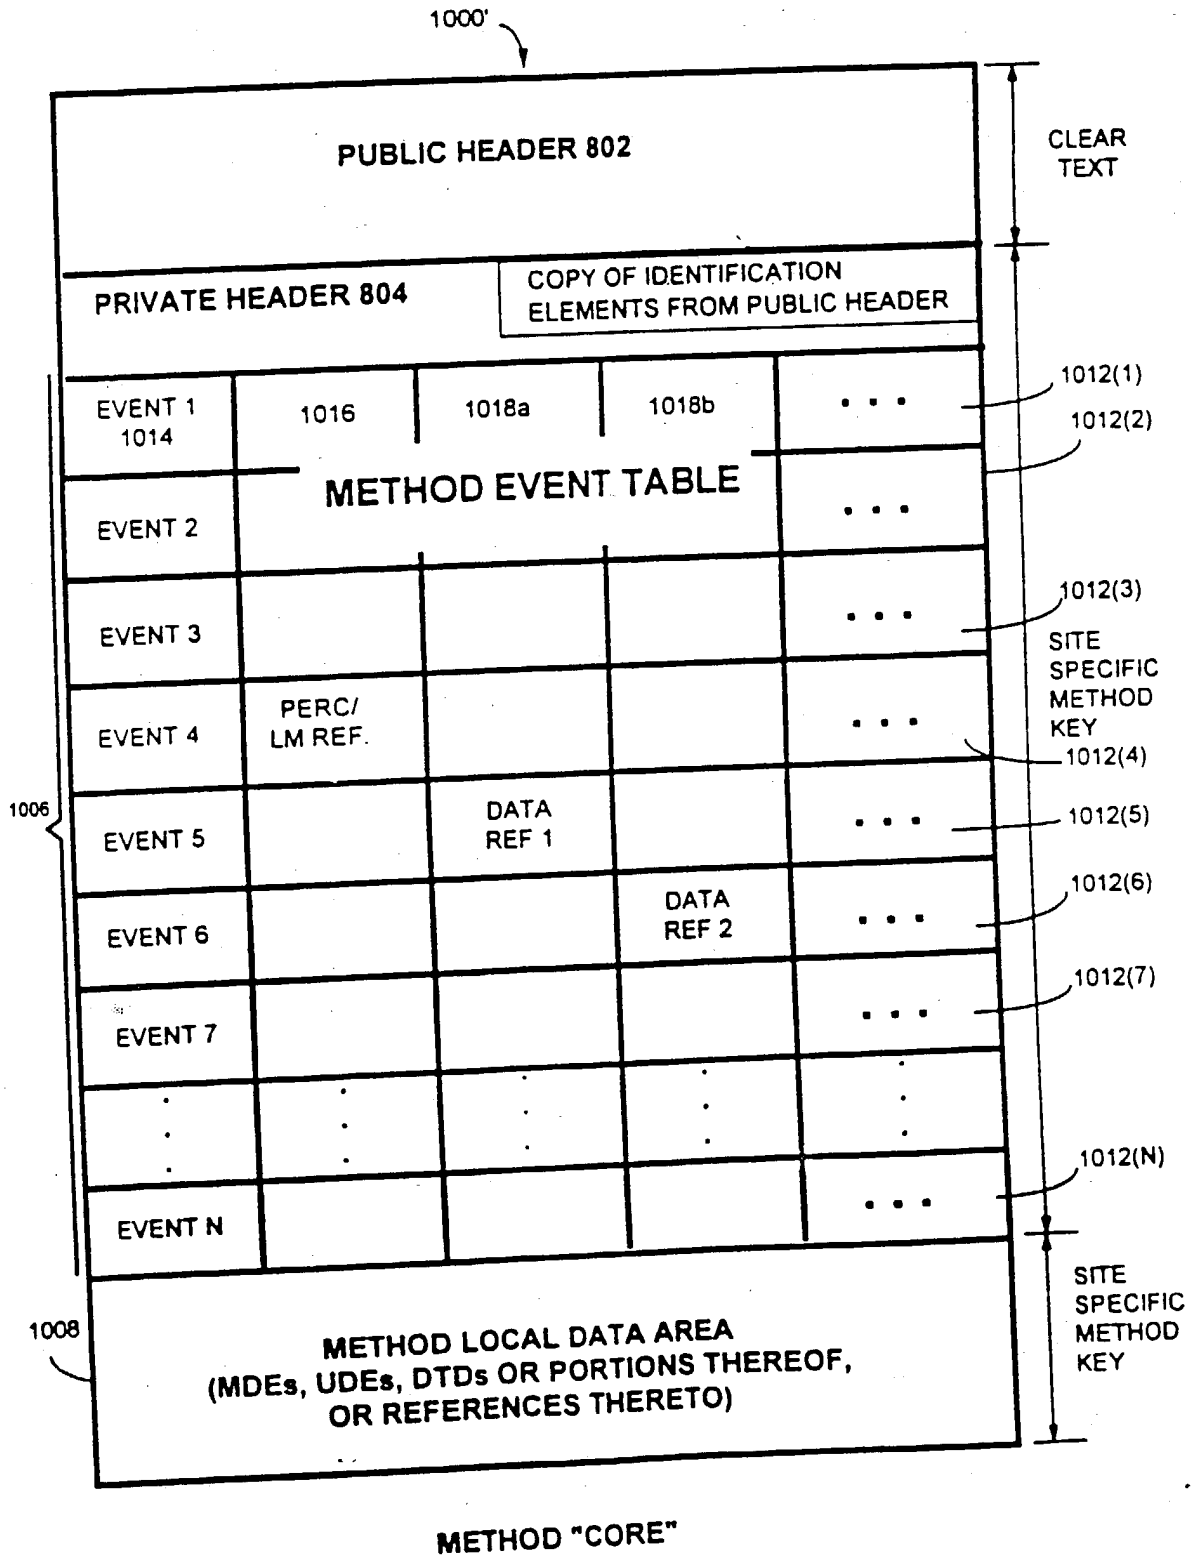 1000'
PUBLIC HEADER 802
CLEAR
TEXT
PRIVATE HEADER 804
COPY OF IDENTIFICATION
ELEMENTS FROM PUBLIC HEADER
EVENT 1
1014
1016
1018a
1018b
. . .
1012(1)
1012(2)
METHOD EVENT TABLE
EVENT 2
. . .
EVENT 3
. . .
1012(3)
SITE
SPECIFIC
METHOD
KEY
EVENT 4
PERC/
LM REF.
. . .
1012(4)
1006
EVENT 5
DATA
REF 1
. . .
1012(5)
EVENT 6
DATA
REF 2
. . .
1012(6)
EVENT 7
. . .
1012(7)
EVENT N
. . .
1012(N)
1008
METHOD LOCAL DATA AREA
(MDEs, UDEs, DTDs OR PORTIONS THEREOF,
OR REFERENCES THERETO)
SITE
SPECIFIC
METHOD
KEY
METHOD "CORE"